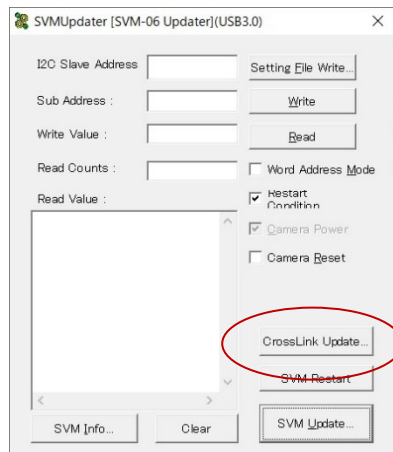 SVMUpdater [SVM-06 Updater](USB3.0)
I2C Slave Address
Setting File Write...
Sub Address :
Write
Write Value :
Read
Read Counts :
Word Address Mode
Read Value :
Restart
Condition
Camera Power
Camera Reset
CrossLink Update...
SVM Restart
SVM Info...
Clear
SVM Update...